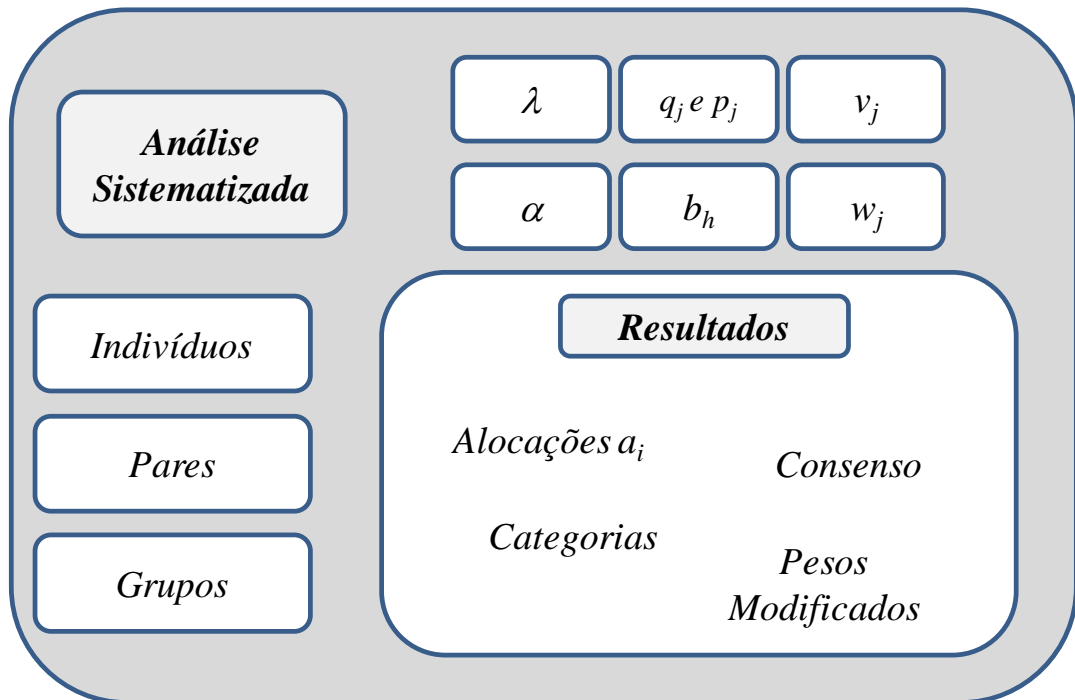 Análise
Sistematizada
λ
q_j e p_j
v_j
α
b_h
w_j
Indivíduos
Pares
Grupos
Resultados
Alocações a_i
Consenso
Categorias
Pesos
Modificados